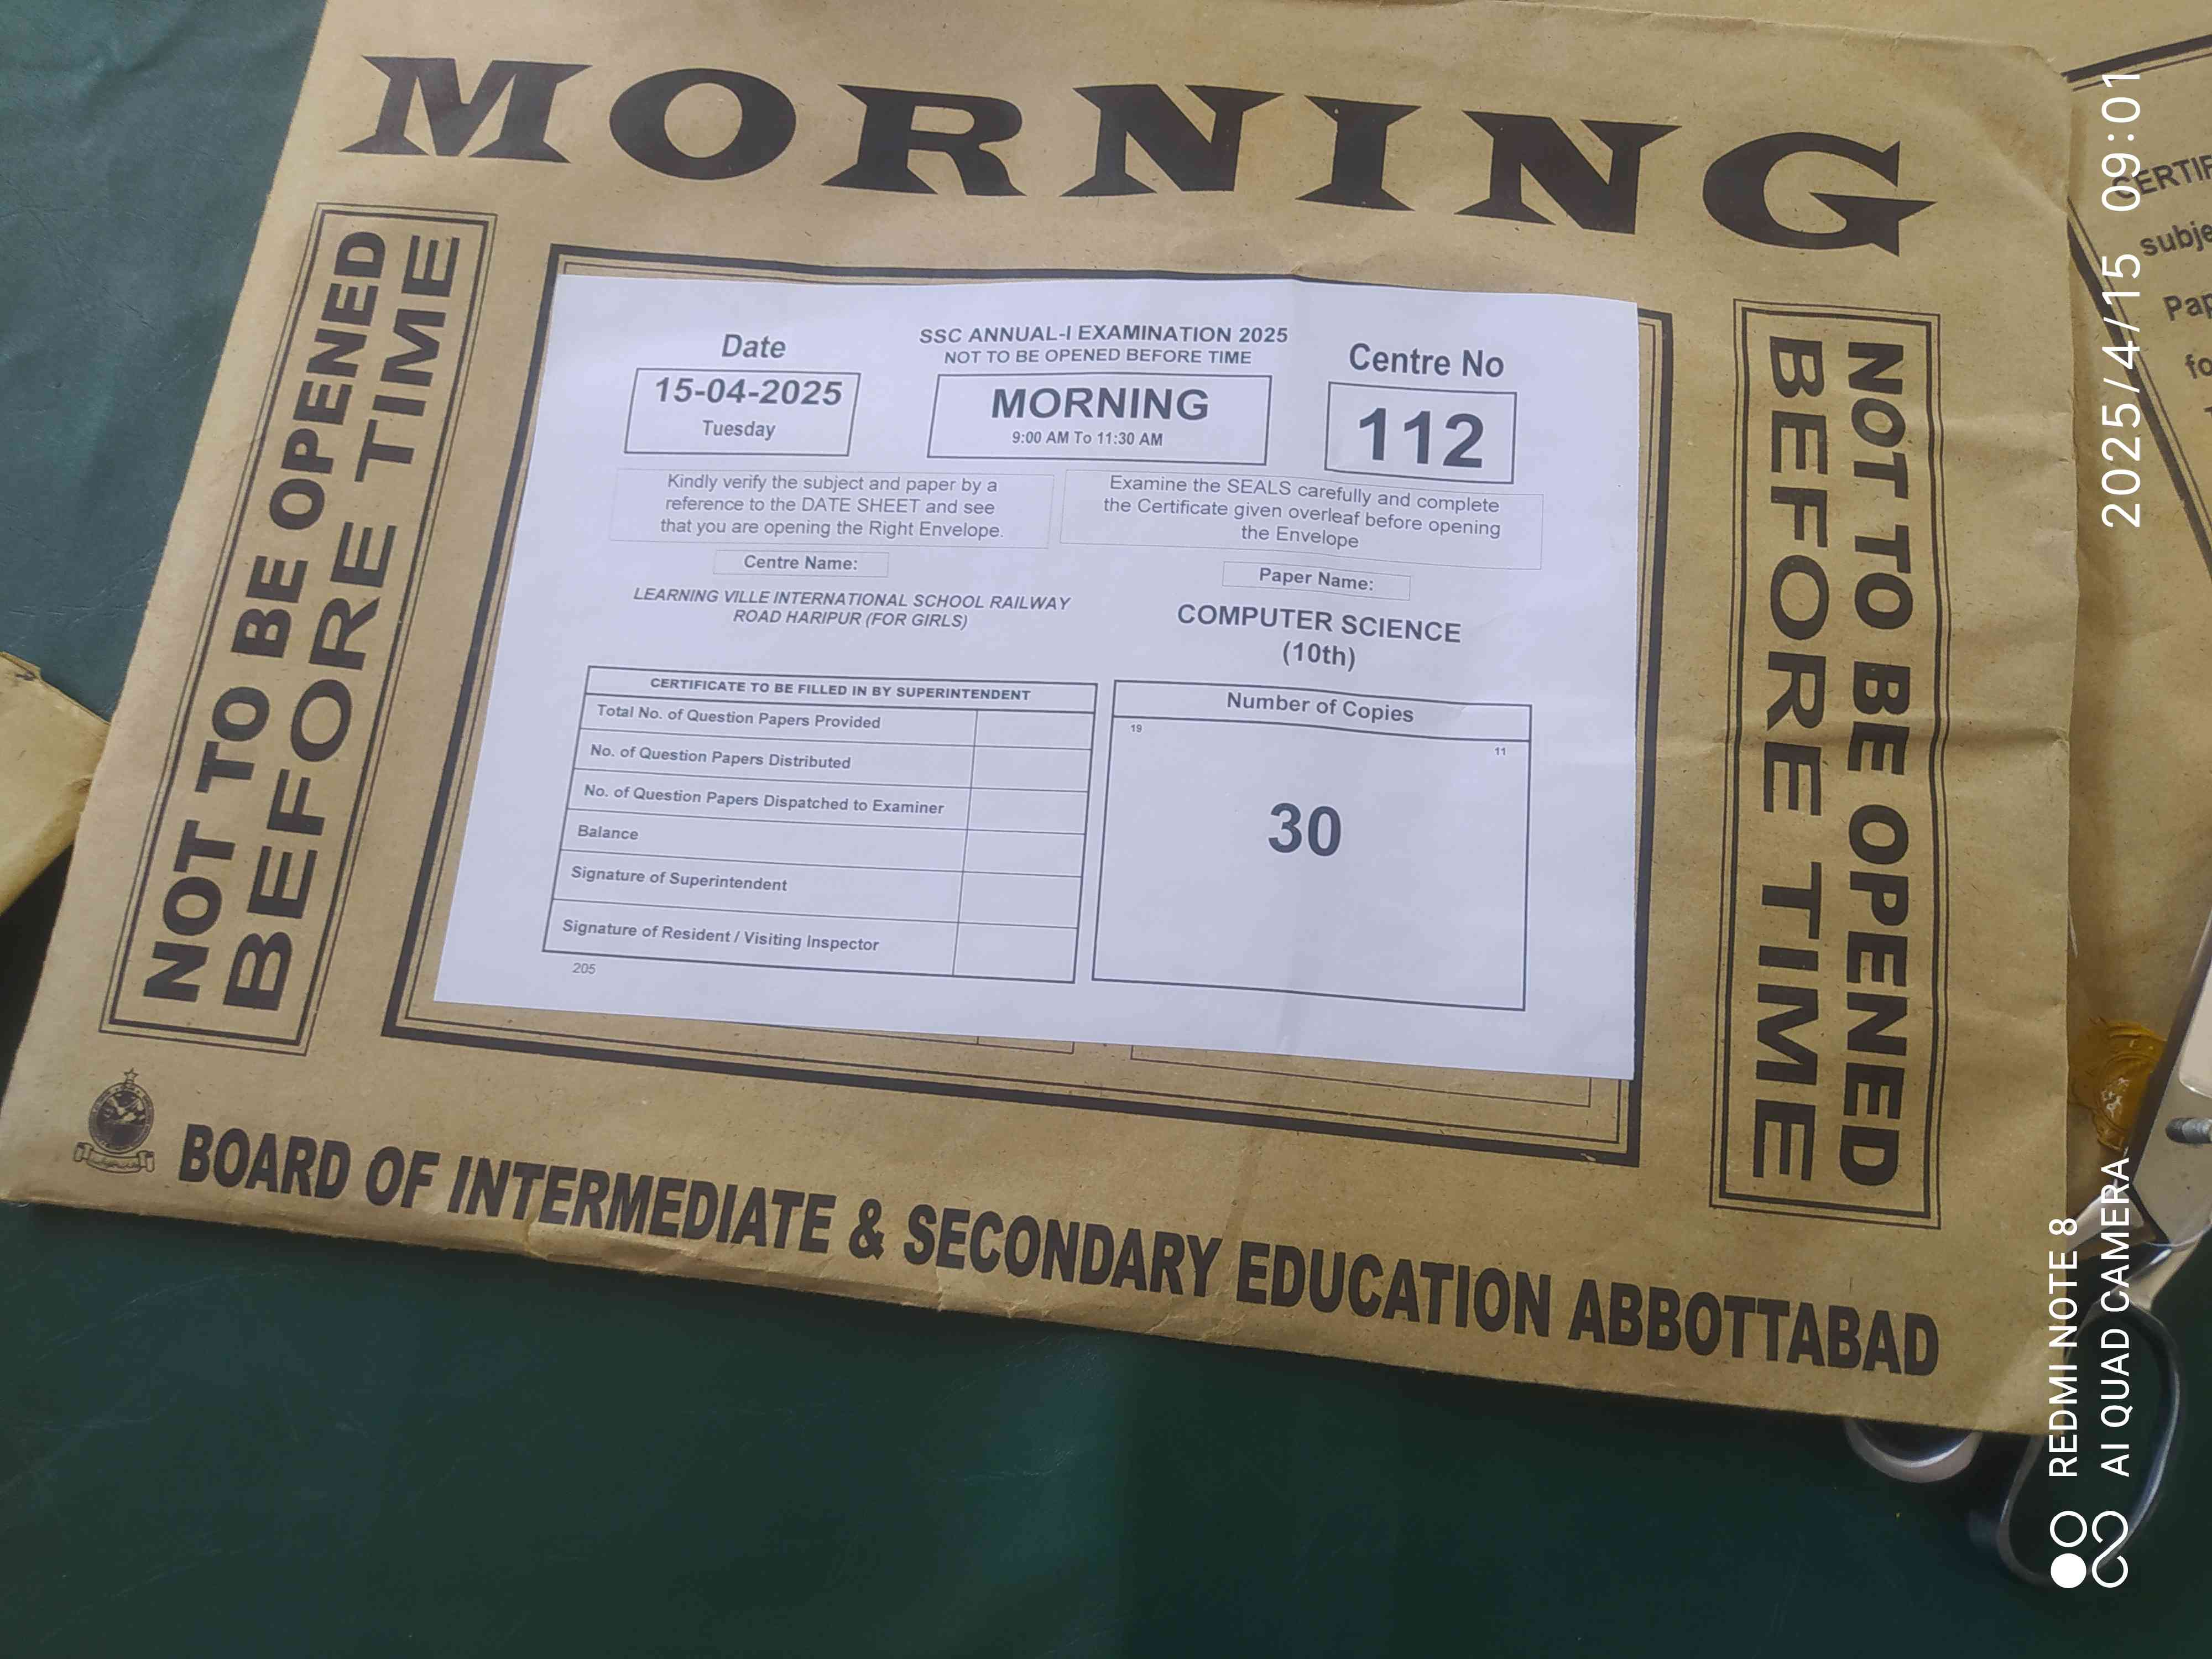 MORNING
NOT TO BE OPENED
BEFORE TIME
Date
15-04-2025
Tuesday
SSC ANNUAL-I EXAMINATION 2025
NOT TO BE OPENED BEFORE TIME
MORNING
9:00 AM To 11:30 AM
Centre No
112
Kindly verify the subject and paper by a
reference to the DATE SHEET and see
that you are opening the Right Envelope.
Examine the SEALS carefully and complete
the Certificate given overleaf before opening
the Envelope
Centre Name:
LEARNING VILLE INTERNATIONAL SCHOOL RAILWAY
ROAD HARIPUR (FOR GIRLS)
Paper Name:
COMPUTER SCIENCE
(10th)
CERTIFICATE TO BE FILLED IN BY SUPERINTENDENT
Total No. of Question Papers Provided
No. of Question Papers Distributed
No. of Question Papers Dispatched to Examiner
Balance
Signature of Superintendent
Signature of Resident / Visiting Inspector
205
Number of Copies
19
11
30
NOT TO BE OPENED
BEFORE TIME
BOARD OF INTERMEDIATE & SECONDARY EDUCATION ABBOTTABAD
2025/4/15 09:01
REDMI NOTE 8
AI QUAD CAMERA